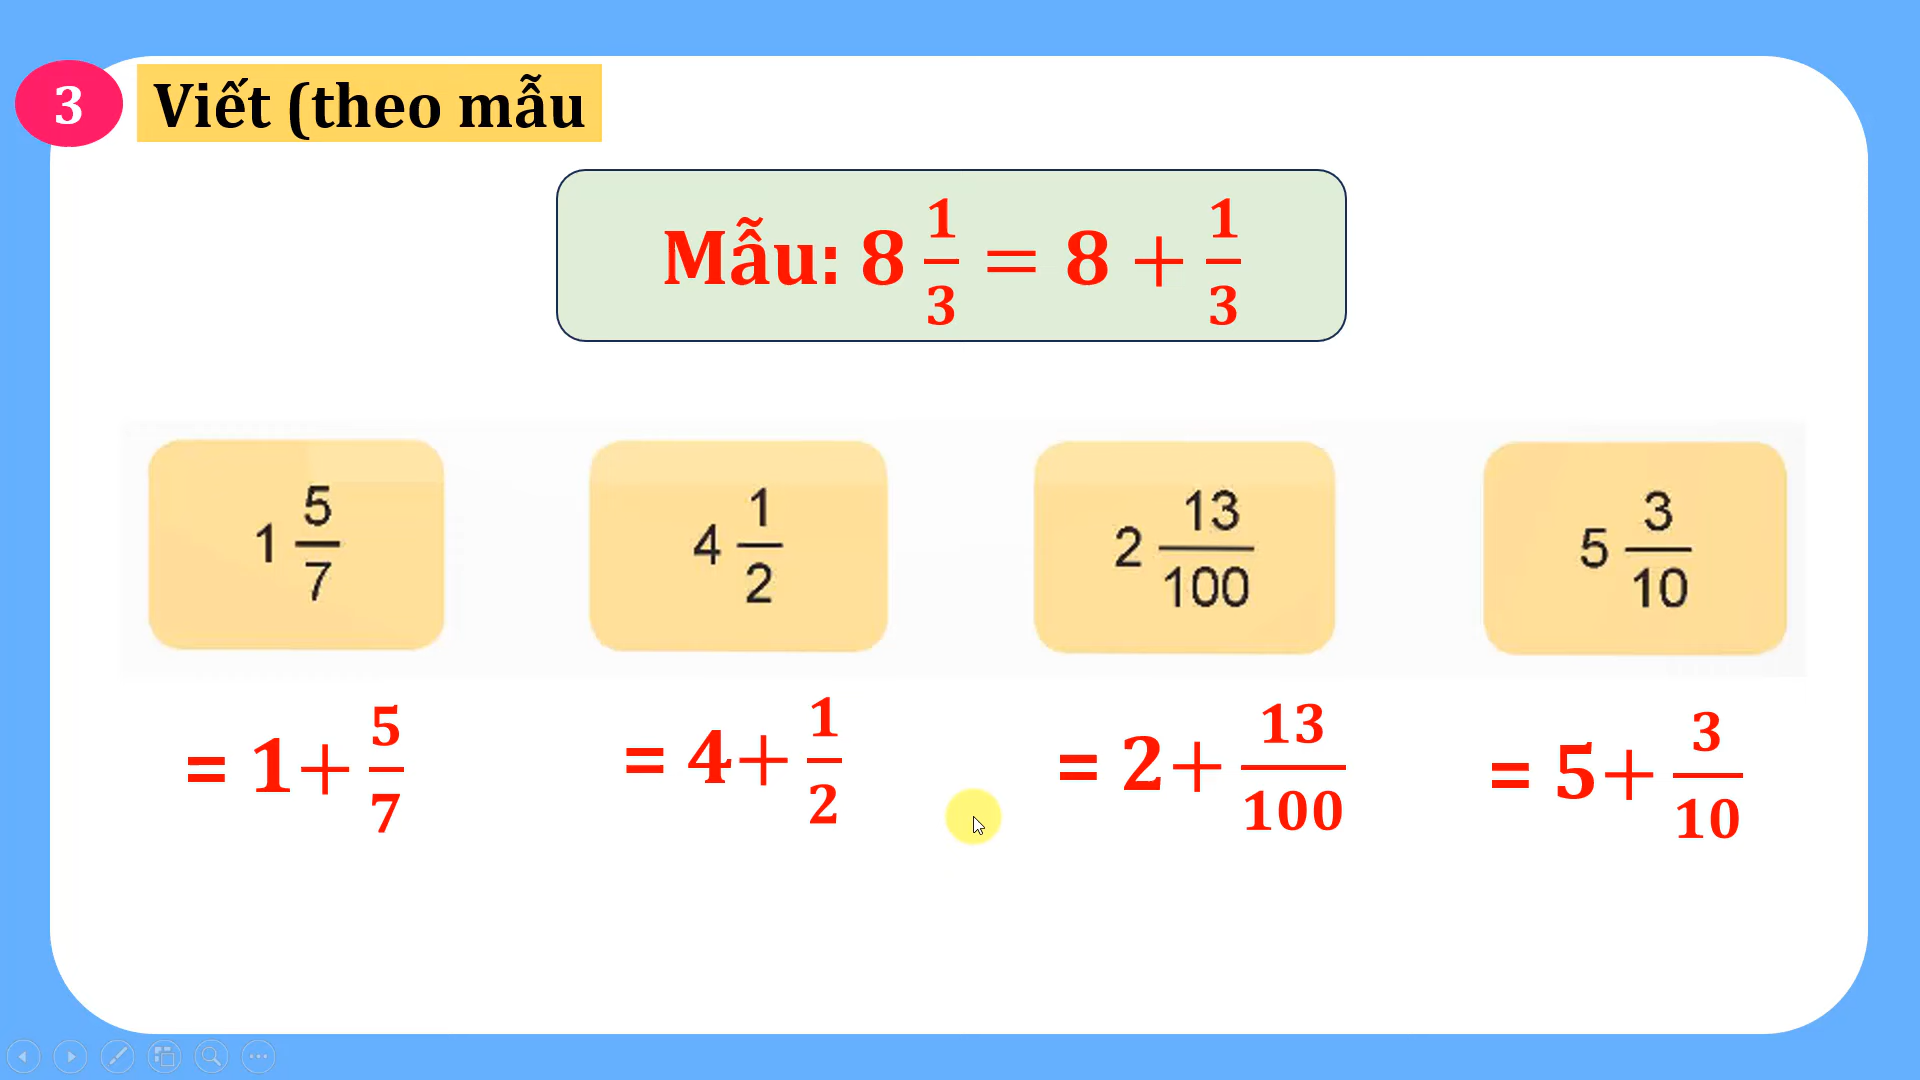 3 Viết (theo mẫu
Mẫu: 8 1/3 = 8 + 1/3
1 5/7 4 1/2 2 13/100 5 3/10
= 1+ 5/7 = 4+ 1/2 = 2+ 13/100 = 5+ 3/10